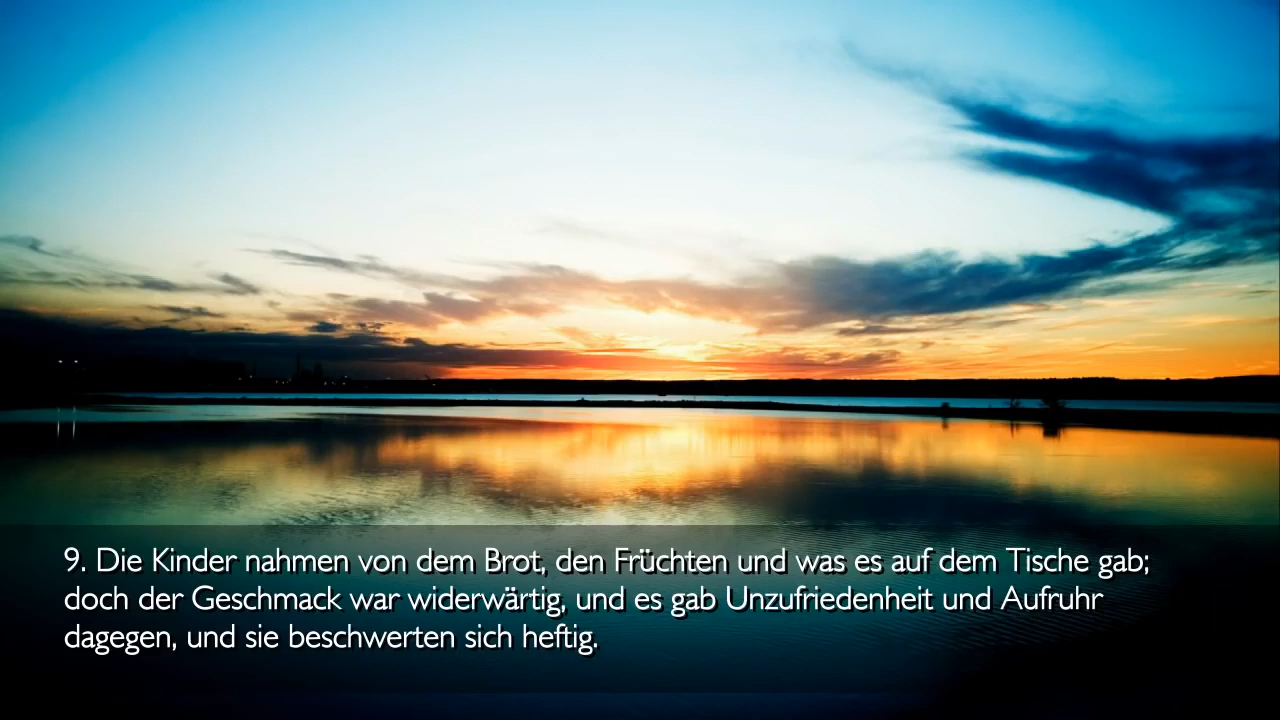 9. Die Kinder nahmen von dem Brot, den Früchten und was es auf dem Tische gab;
doch der Geschmack war widerwärtig, und es gab Unzufriedenheit und Aufruhr
dagegen, und sie beschwerten sich heftig.